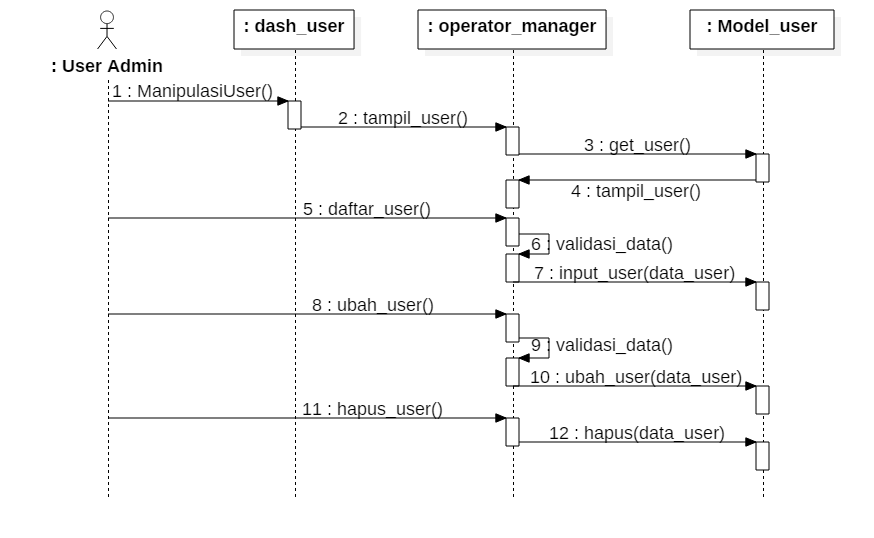 : dash_user
: operator_manager
: Model_user
: User Admin
1 : ManipulasiUser()
2 : tampil_user()
3 : get_user()
4 : tampil_user()
5 : daftar_user()
6 : validasi_data()
7 : input_user(data_user)
8 : ubah_user()
9 : validasi_data()
10 : ubah_user(data_user)
11 : hapus_user()
12 : hapus(data_user)